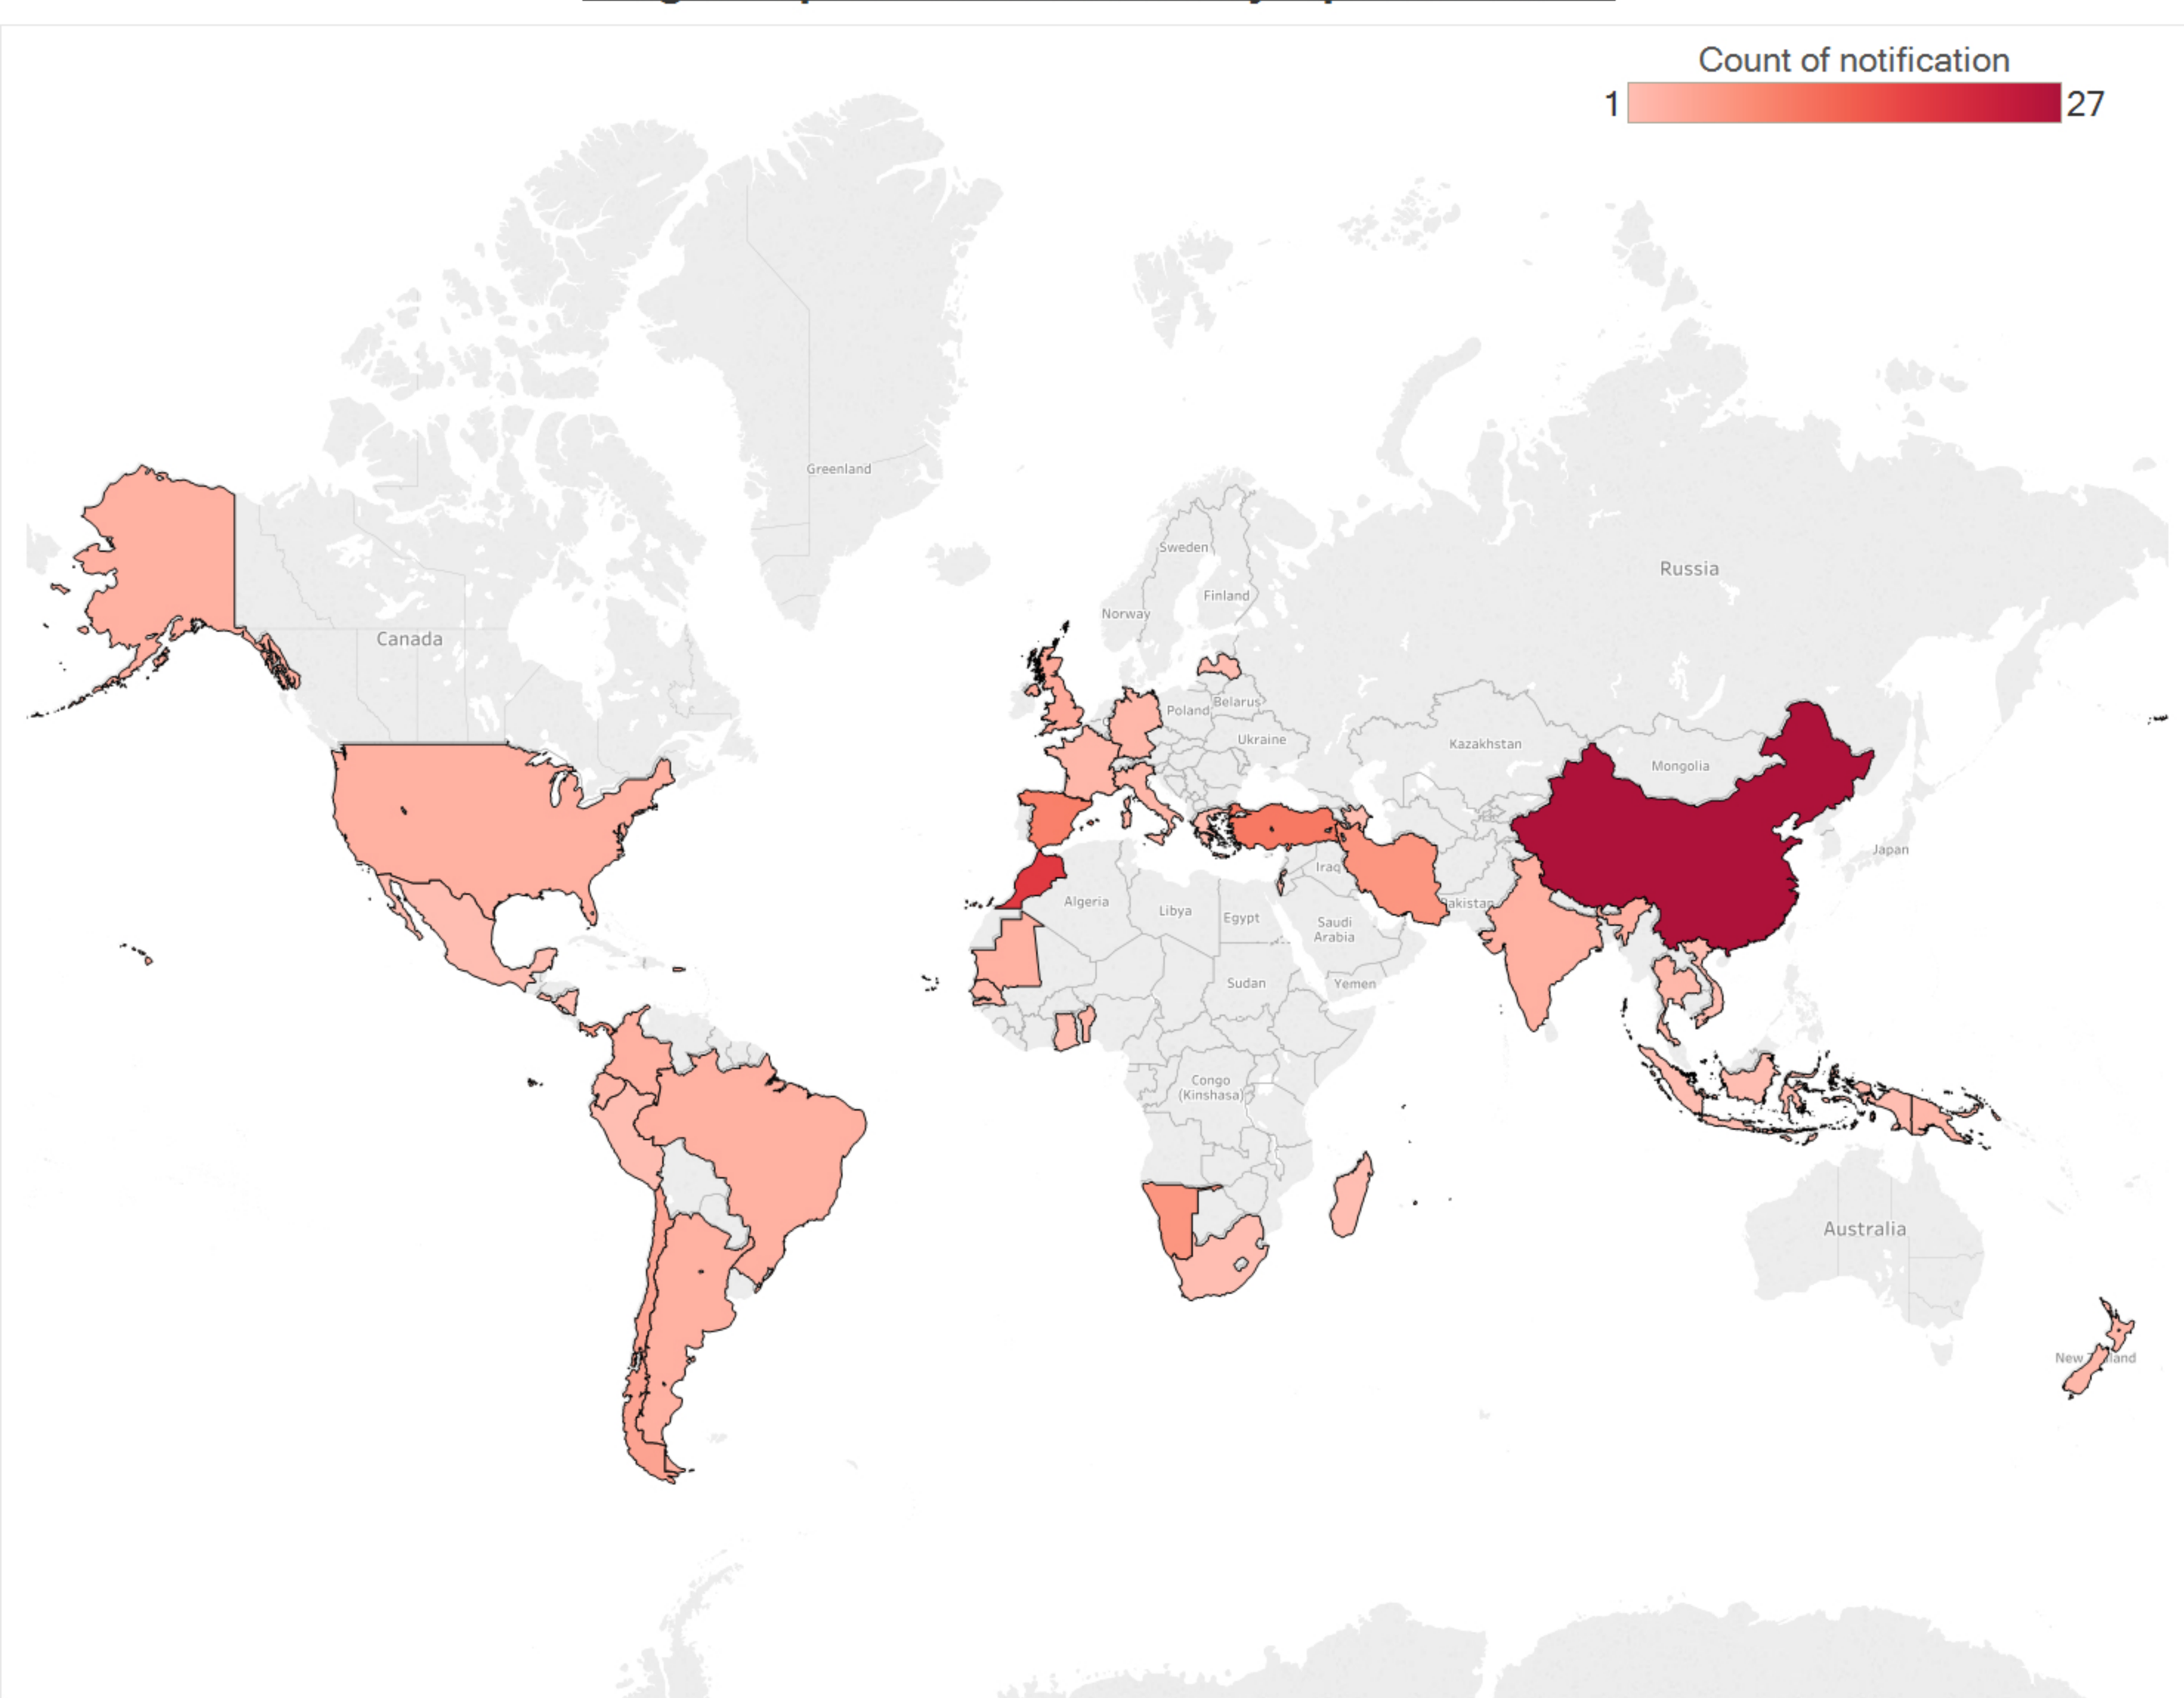 Count of notification
1 27
Greenland
Sweden
Russia
Finland
Norway
Canada
Belarus
Poland
Ukraine
Kazakhstan
Mongolia
Japan
Iraq
Algeria
Pakistan
Libya
Egypt
Saudi
Arabia
Sudan
Yemen
Congo
(Kinshasa)
Australia